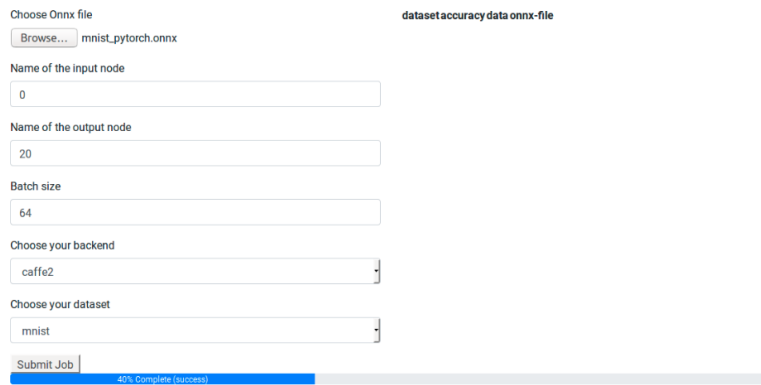 Choose Onnx file
Browse... mnist_pytorch.onnx
Name of the input node
0
Name of the output node
20
Batch size
64
Choose your backend
caffe2
Choose your dataset
mnist
Submit Job
40% Complete (success)
dataset accuracy data onnx-file